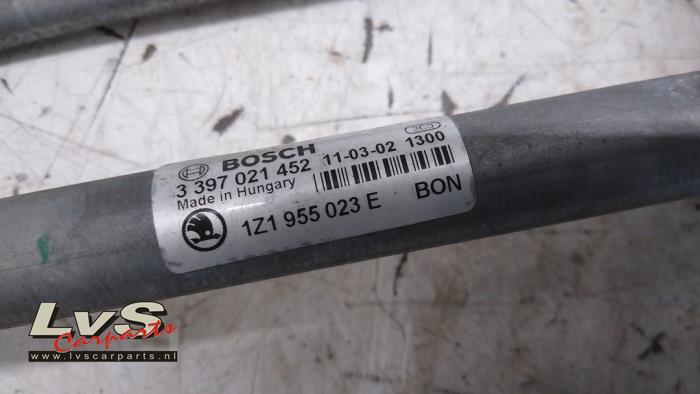 BOSCH
3 397 021 452 11-03-02 1300
Made in Hungary
1Z1 955 023 E BON
LvS
Carparts
www.lvscarparts.nl